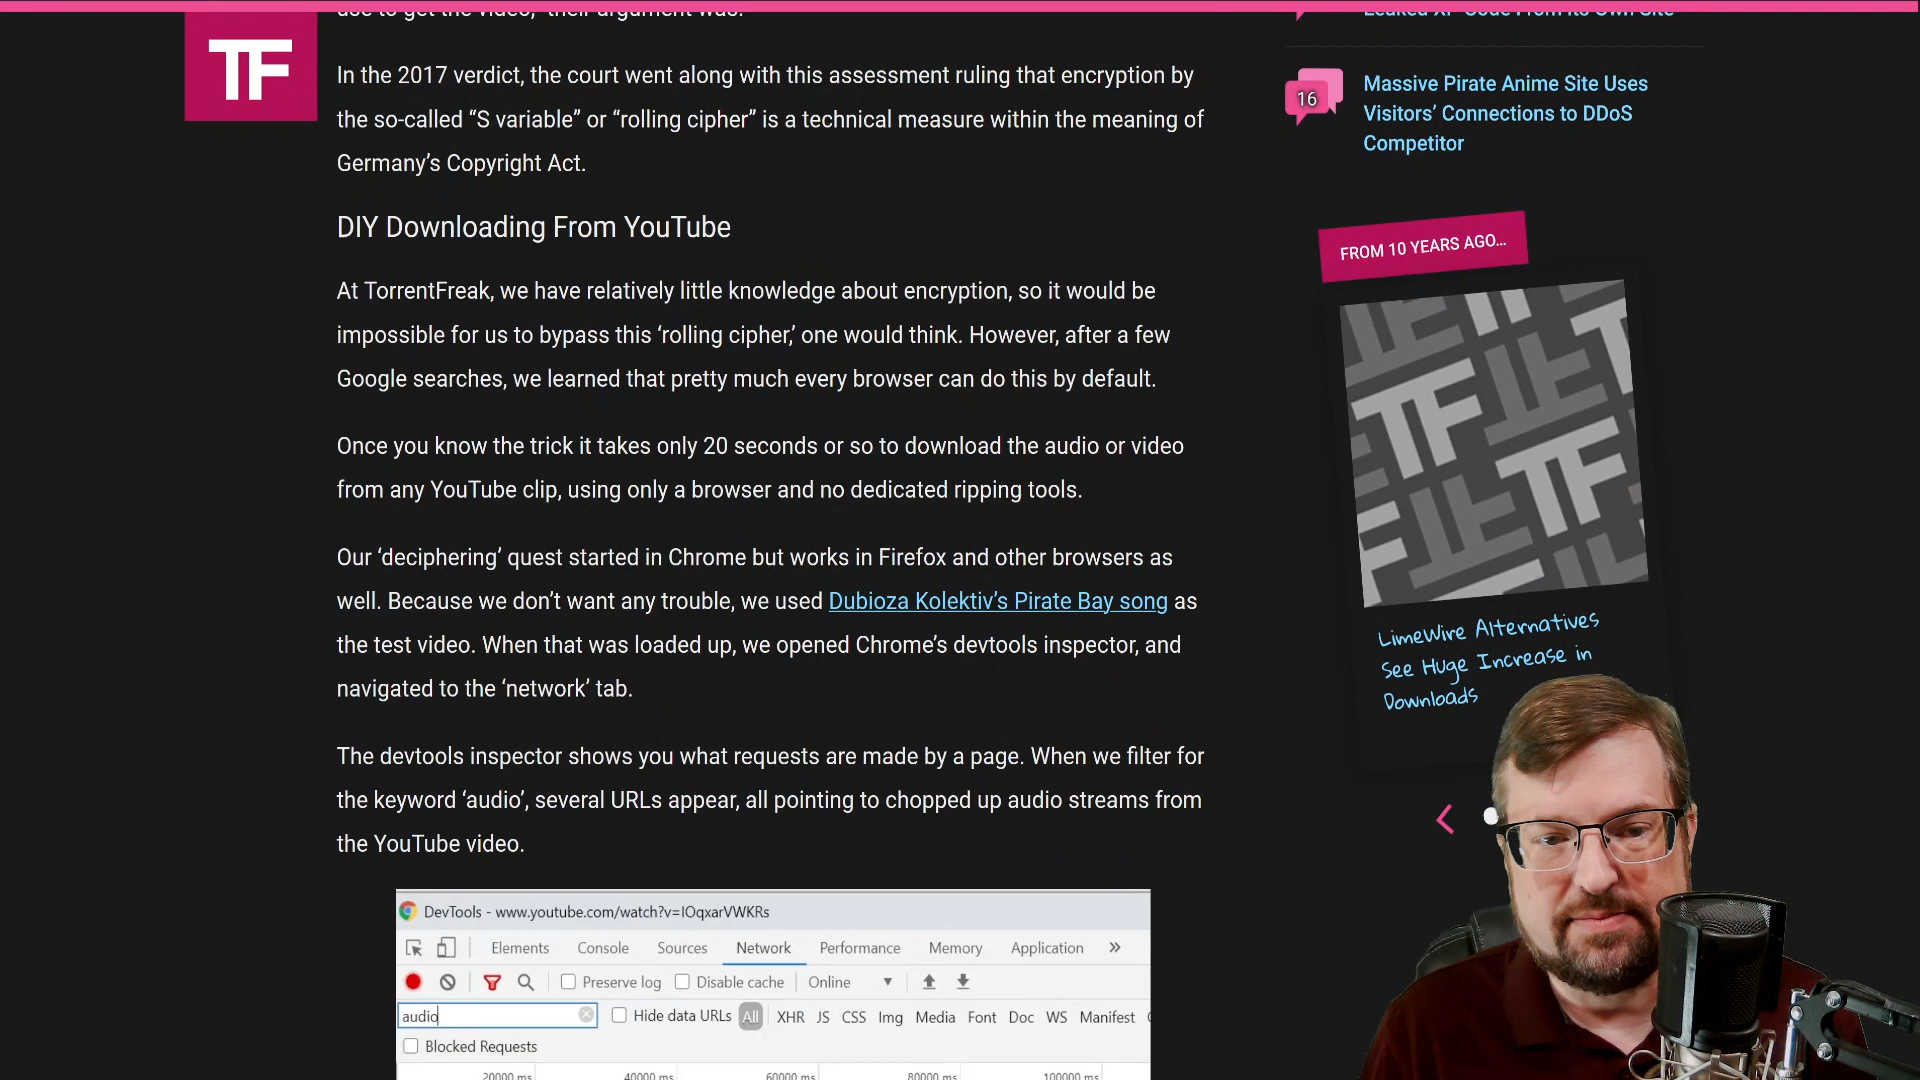 use to get the video," their argument was.
TF
In the 2017 verdict, the court went along with this assessment ruling that encryption by
the so-called “S variable” or “rolling cipher” is a technical measure within the meaning of
Germany’s Copyright Act.
DIY Downloading From YouTube
At TorrentFreak, we have relatively little knowledge about encryption, so it would be
impossible for us to bypass this ‘rolling cipher,’ one would think. However, after a few
Google searches, we learned that pretty much every browser can do this by default.
Once you know the trick it takes only 20 seconds or so to download the audio or video
from any YouTube clip, using only a browser and no dedicated ripping tools.
Our ‘deciphering’ quest started in Chrome but works in Firefox and other browsers as
well. Because we don’t want any trouble, we used Dubioza Kolektiv’s Pirate Bay song as
the test video. When that was loaded up, we opened Chrome’s devtools inspector, and
navigated to the ‘network’ tab.
The devtools inspector shows you what requests are made by a page. When we filter for
the keyword ‘audio’, several URLs appear, all pointing to chopped up audio streams from
the YouTube video.
DevTools - www.youtube.com/watch?v=IOqxarVWKRs
Elements Console Sources Network Performance Memory Application »
Preserve log Disable cache Online
audio Hide data URLs All XHR JS CSS Img Media Font Doc WS Manifest
Blocked Requests
20000 ms 40000 ms 60000 ms 80000 ms 100000 ms
Leaked XP Code From Its Own Site
16
Massive Pirate Anime Site Uses
Visitors’ Connections to DDoS
Competitor
FROM 10 YEARS AGO...
LimeWire Alternatives
See Huge Increase in
Downloads